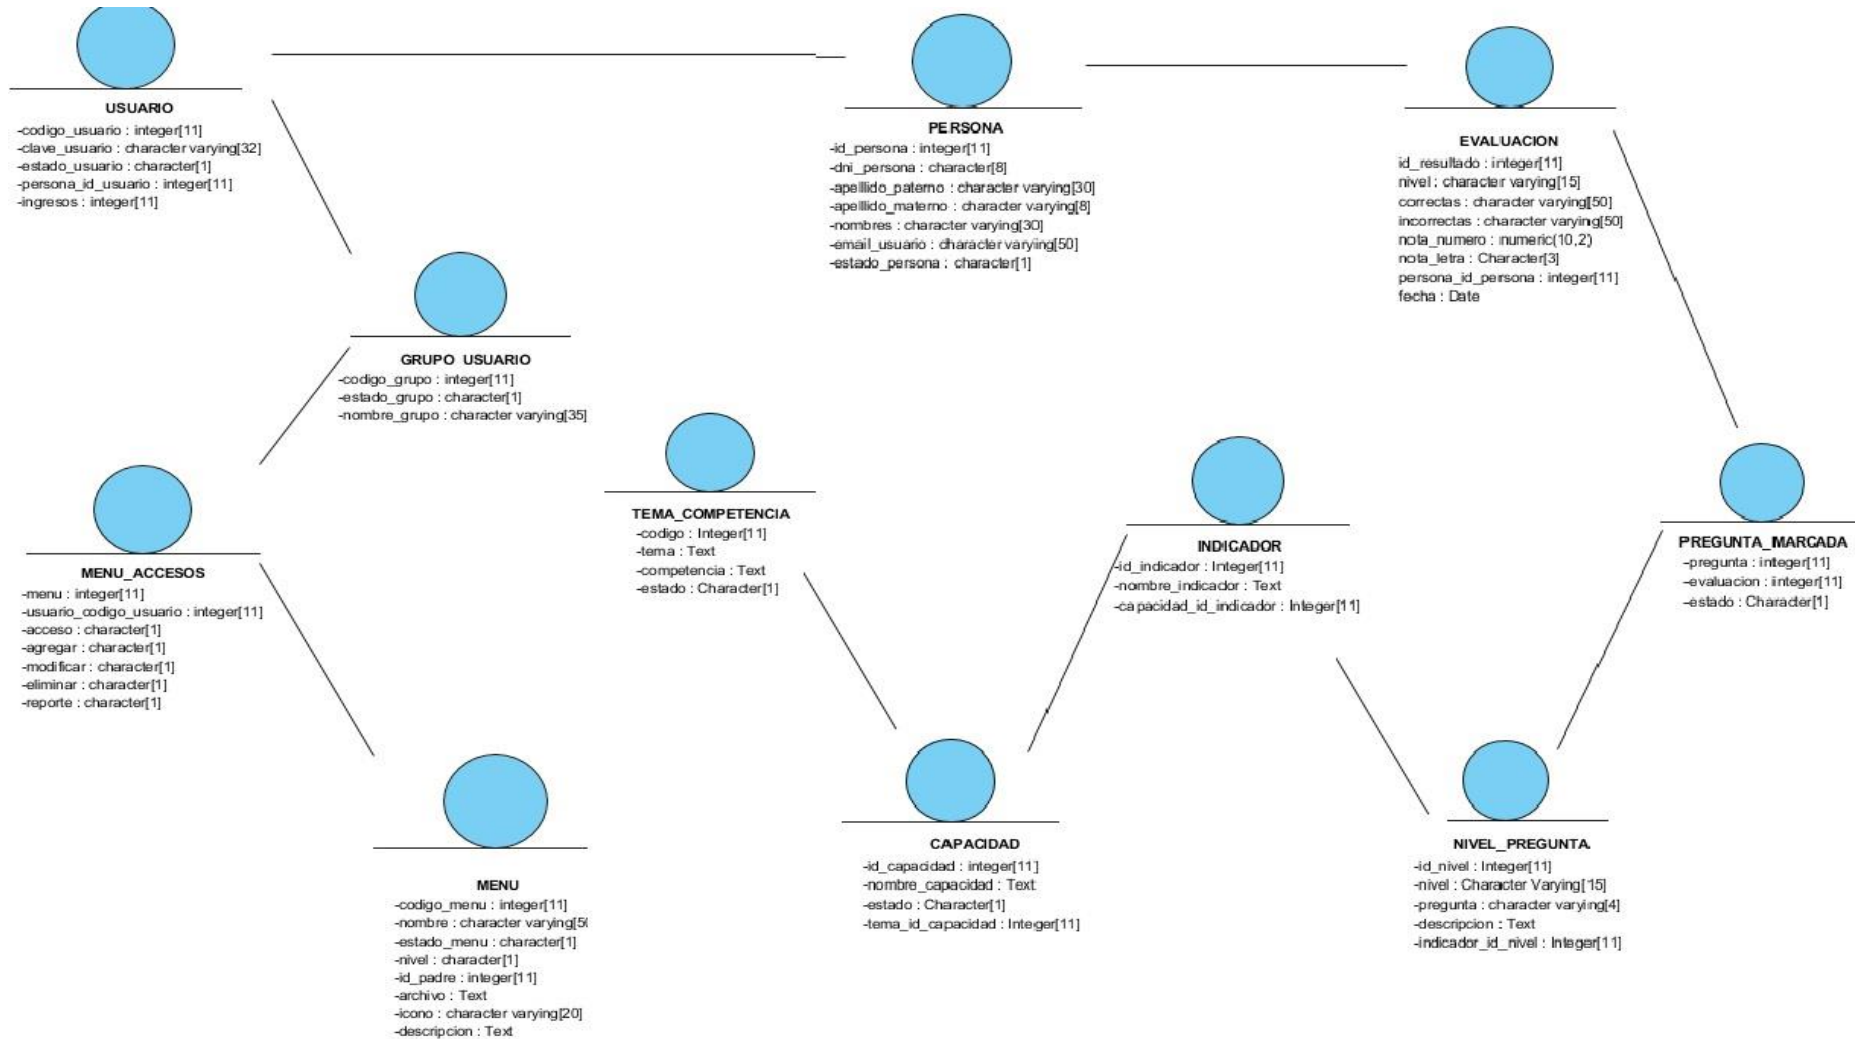 USUARIO
-codigo_usuario : integer[11]
-clave_usuario : character varying[32]
-estado_usuario : character[1]
-persona_id_usuario : integer[11]
-ingresos : integer[11]
PERSONA
-id_persona : integer[11]
-dni_persona : character[8]
-apellido_paterno : character varying[30]
-apelllido_materno : character varying[8]
-nombres : character varying[30]
-email_usuario : character varying[50]
-estado_persona : character[1]
EVALUACION
id_resultado : integer[11]
nivel : character varying[15]
correctas : character varying[50]
incorrectas : character varying[50]
nota_numero : numeric(10,2)
nota_letra : Character[3]
persona_id_persona : integer[11]
fecha : Date
GRUPO_USUARIO
-codigo_grupo : integer[11]
-estado_grupo : character[1]
-nombre_grupo : character varying[35]
TEMA_COMPETENCIA
-codigo : Integer[11]
-tema : Text
-competencia : Text
-estado : Character[1]
INDICADOR
-id_indicador : Integer[11]
-nombre_indicador : Text
-capacidad_id_indicador : Integer[11]
PREGUNTA_MARCADA
-pregunta : integer[11]
-evaluacion : integer[11]
-estado : Character[1]
MENU_ACCESOS
-menu : integer[11]
-usuario_codigo_usuario : integer[11]
-acceso : character[1]
-agregar : character[1]
-modificar : character[1]
-eliminar : character[1]
-reporte : character[1]
MENU
-codigo_menu : integer[11]
-nombre : character varying[50
-estado_menu : character[1]
-nivel : character[1]
-id_padre : integer[11]
-archivo : Text
-icono : character varying[20]
-descripcion : Text
CAPACIDAD
-id_capacidad : integer[11]
-nombre_capacidad : Text
-estado : Character[1]
-tema_id_capacidad : Integer[11]
NIVEL_PREGUNTA
-id_nivel : Integer[11]
-nivel : Character Varying[15]
-pregunta : character varying[4]
-descripcion : Text
-indicador_id_nivel : Integer[11]